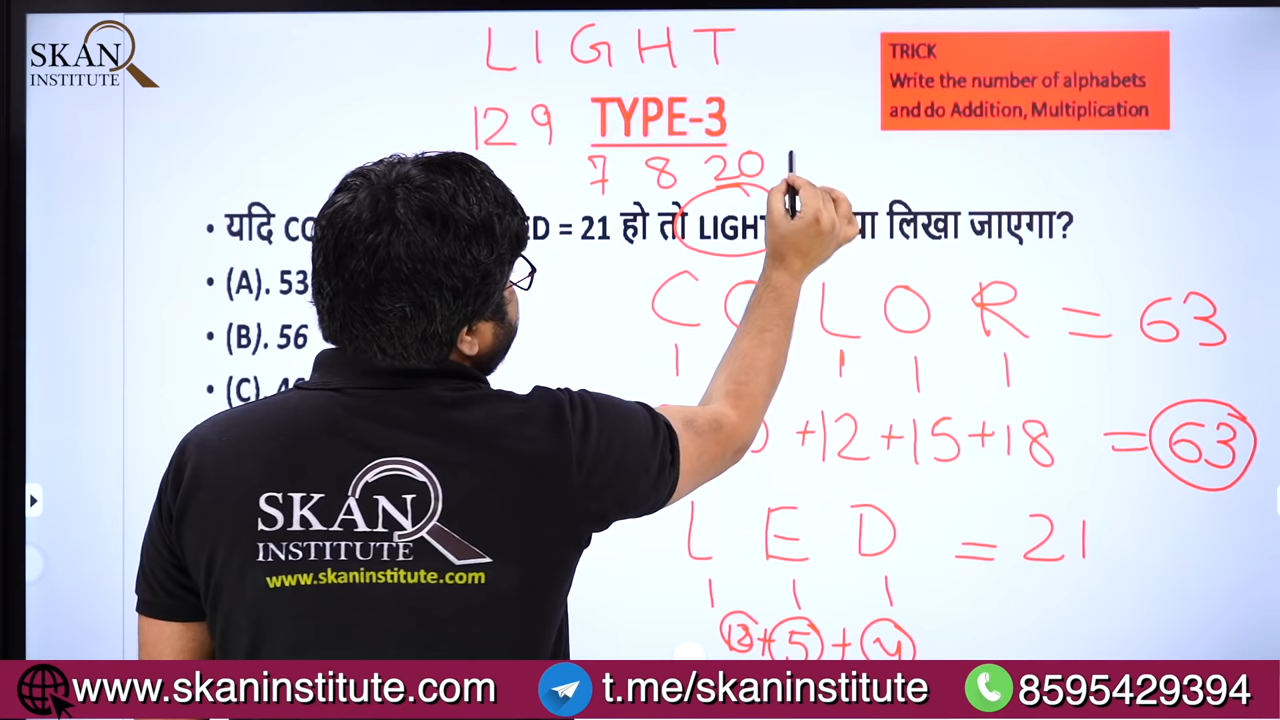 SKAN
INSTITUTE
LIGHT
TRICK
Write the number of alphabets
and do Addition, Multiplication
12 9
TYPE-3
7 8 20
• यदि = 21 हो तो LIGHT लिखा जाएगा?
• (A). 53
• (B). 56
• (C).
C O L O R = 63
+12+15+18 = 63
L E D = 21
12+5+4
SKAN
INSTITUTE
www.skaninstitute.com
www.skaninstitute.com
t.me/skaninstitute
8595429394